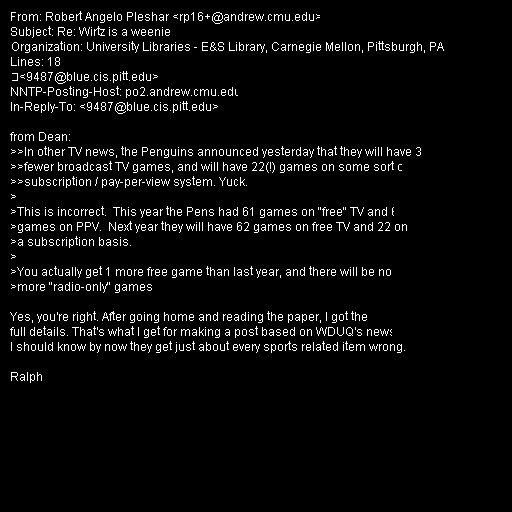 From: Robert Angelo Pleshar <rp16+@andrew.cmu.edu>
Subject: Re: Wirtz is a weenie
Organization: University Libraries - E&S Library, Carnegie Mellon, Pittsburgh, PA
Lines: 18
<9487@blue.cis.pitt.edu>
NNTP-Posting-Host: po2.andrew.cmu.edu
In-Reply-To: <9487@blue.cis.pitt.edu>

from Dean:
>>In other TV news, the Penguins announced yesterday that they will have 3
>>fewer broadcast TV games, and will have 22(!) games on some sort
>>subscription / pay-per-view system. Yuck.
>
>This is incorrect.  This year the Pens had 61 games on "free" TV and
>games on PPV.  Next year they will have 62 games on free TV and 22 on
>a subscription basis.
>
>You actually get 1 more free game than last year, and there will be no
>more "radio-only" games

Yes, you're right. After going home and reading the paper, I got the
full details. That's what I get for making a post based on WDUQ's news
I should know by now they get just about every sports related item wrong.

Ralph